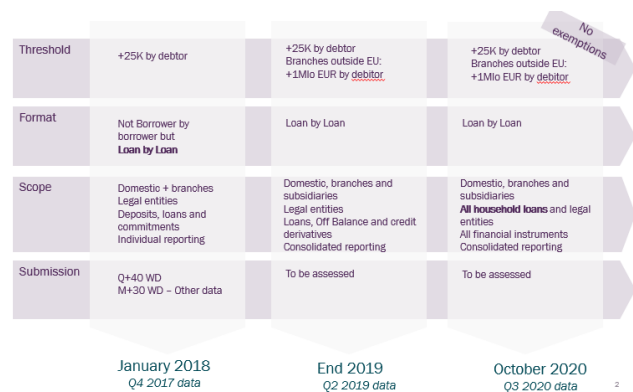 No
exemptions
Threshold
+25K by debtor
+25K by debtor
Branches outside EU:
+1Mlo EUR by debitor
+25K by debtor
Branches outside EU:
+1Mlo EUR by debitor
Format
Not Borrower by
borrower but
Loan by Loan
Loan by Loan
Loan by Loan
Scope
Domestic + branches
Legal entities
Deposits, loans and
commitments
Individual reporting
Domestic, branches and
subsidiaries
Legal entities
Loans, Off Balance and credit
derivatives
Consolidated reporting
Domestic, branches and
subsidiaries
All household loans and legal
entities
All financial instruments
Consolidated reporting
Submission
Q+40 WD
M+30 WD – Other data
To be assessed
To be assessed
January 2018
Q4 2017 data
End 2019
Q2 2019 data
October 2020
Q3 2020 data
2